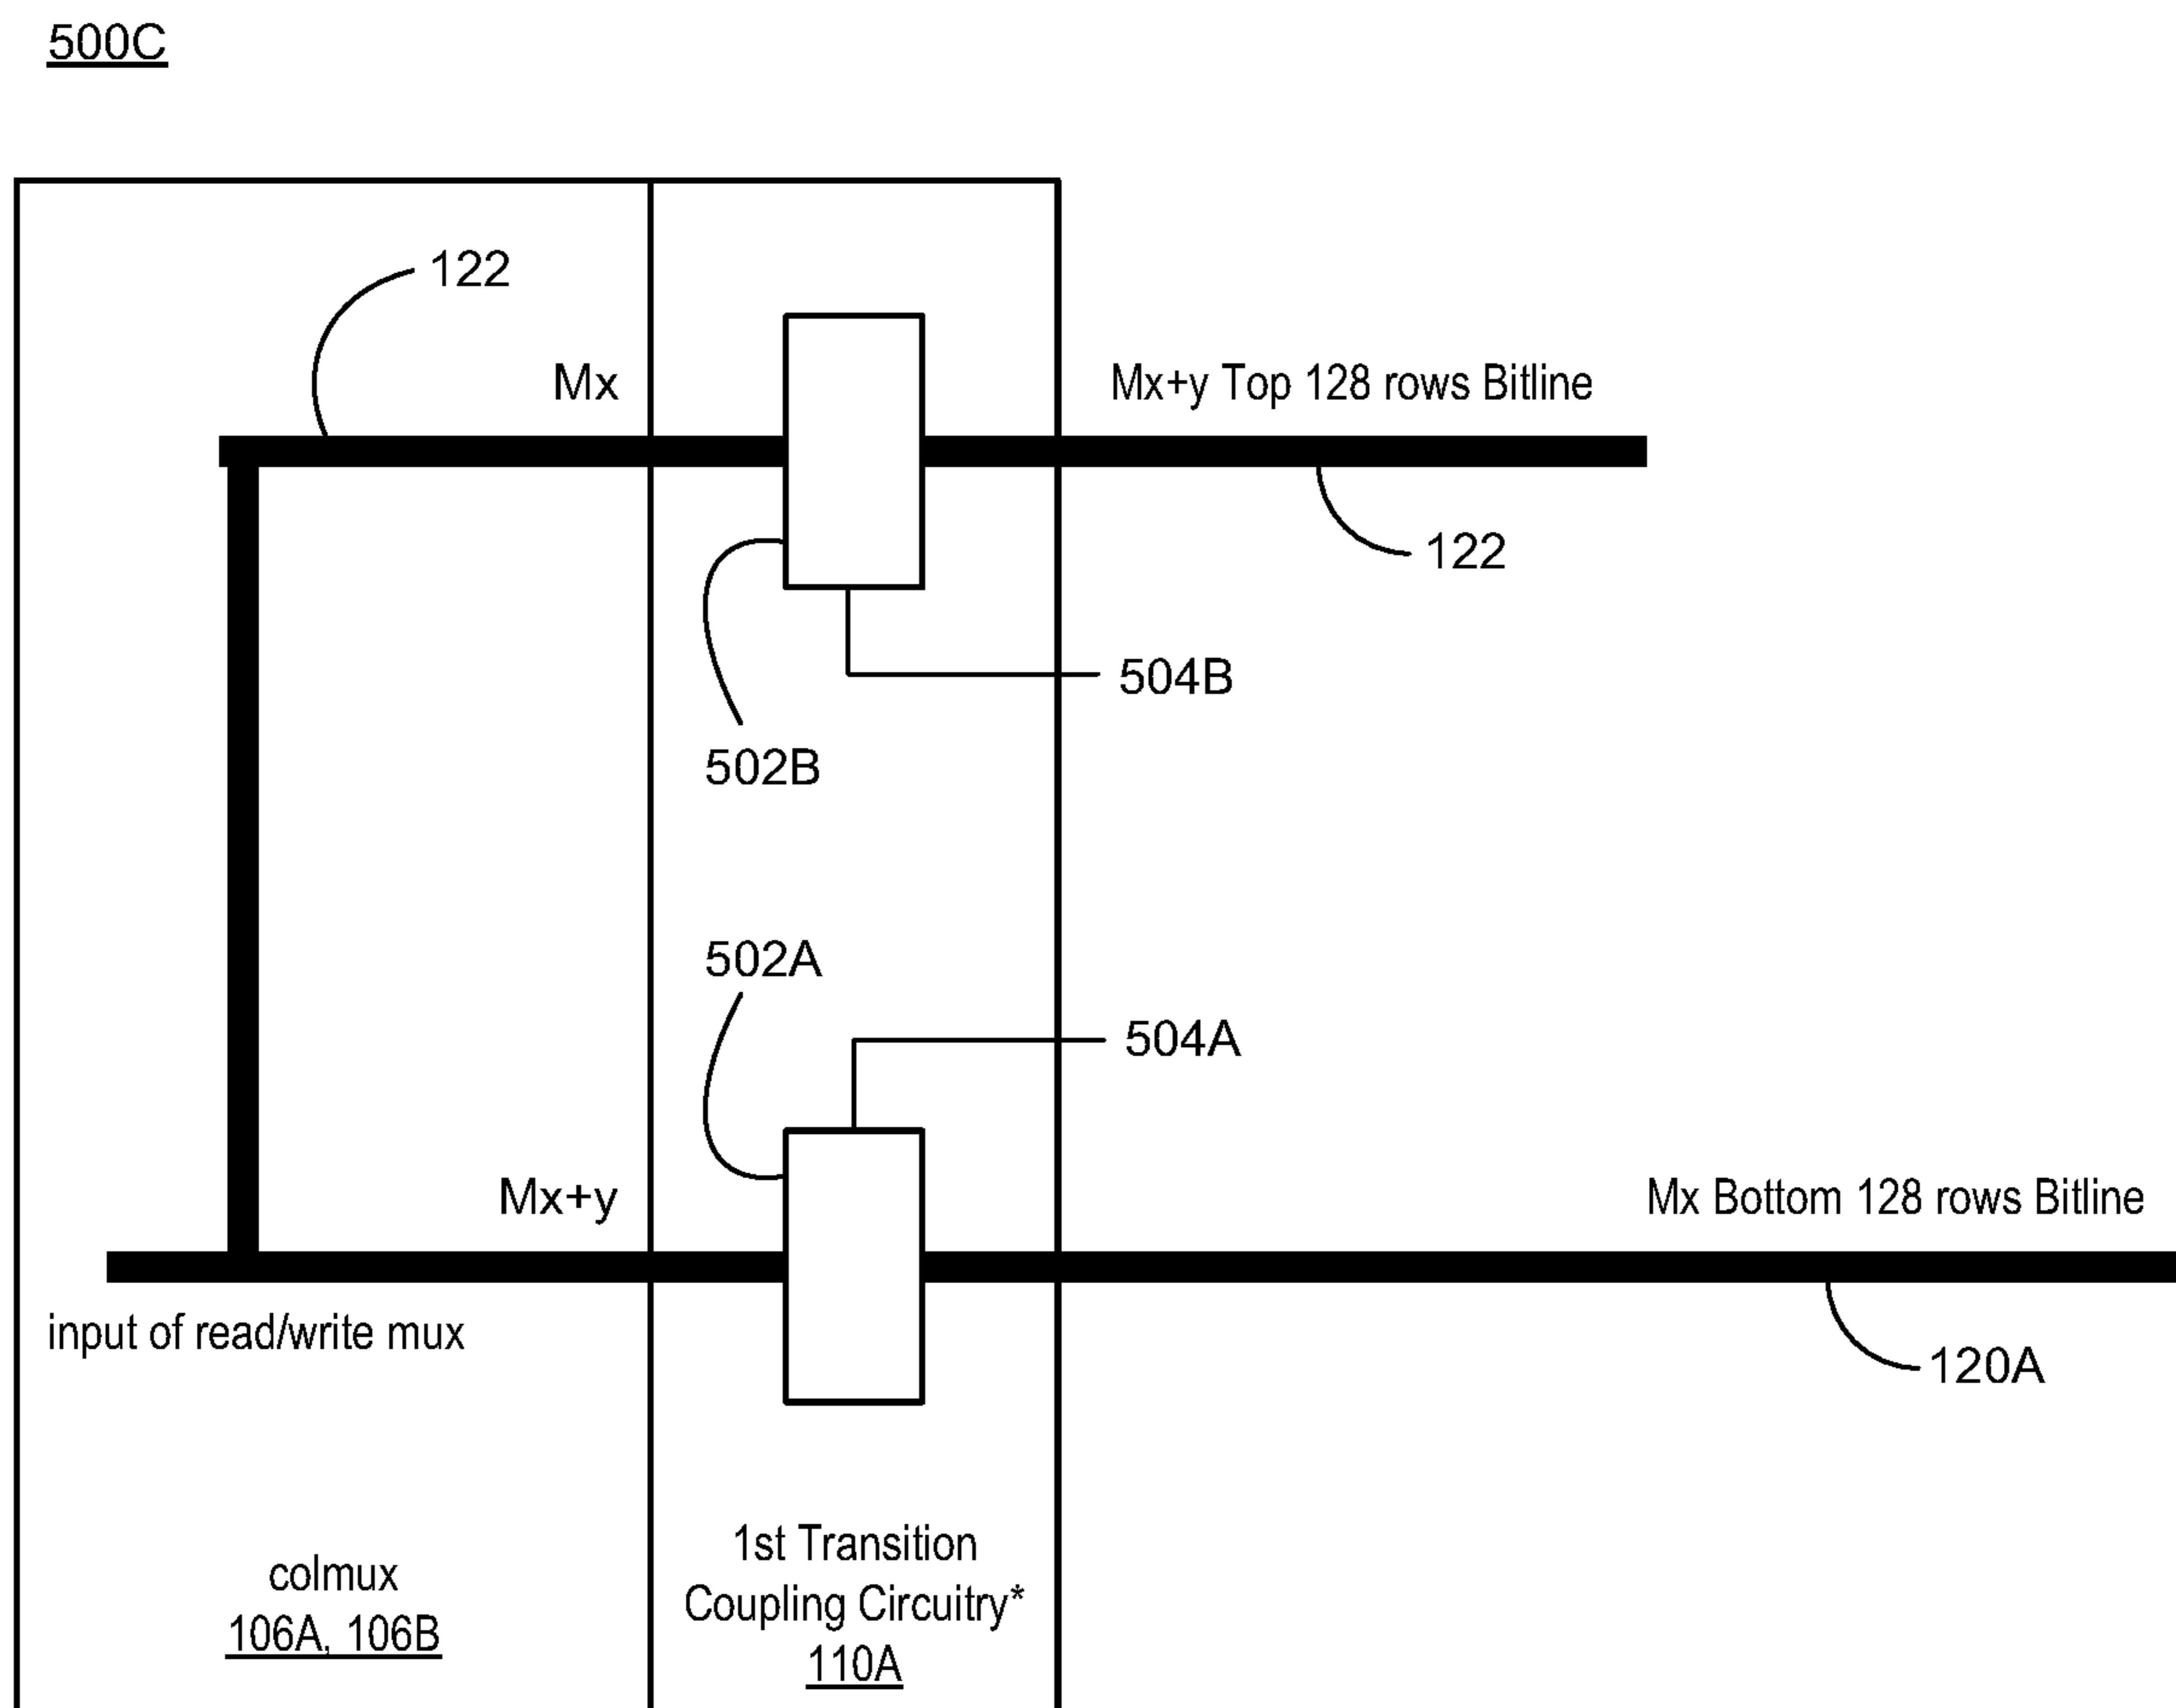 500C
122
Mx
Mx+y Top 128 rows Bitline
122
504B
502B
502A
504A
Mx+y
Mx Bottom 128 rows Bitline
input of read/write mux
120A
1st Transition
Coupling Circuitry*
110A
colmux
106A, 106B